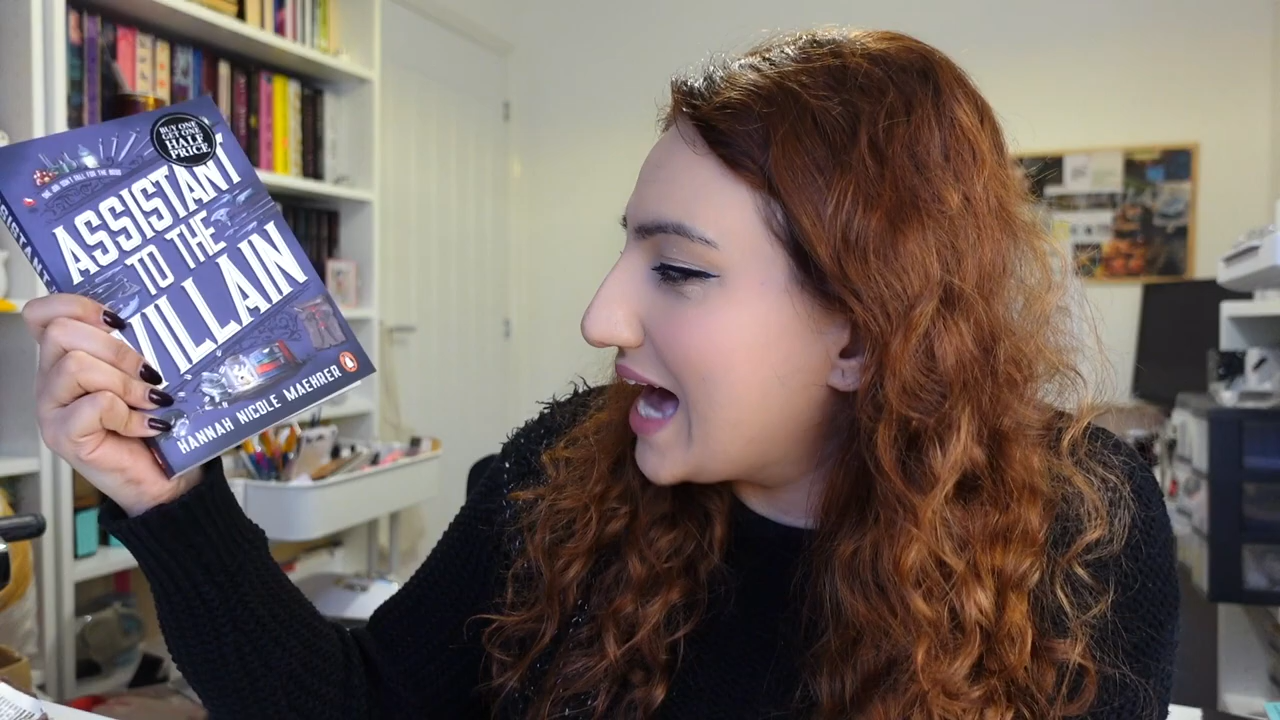 BUY ONE
GET ONE
HALF
PRICE
ASSISTANT
TO THE
VILLAIN
HANNAH NICOLE MAEHRER